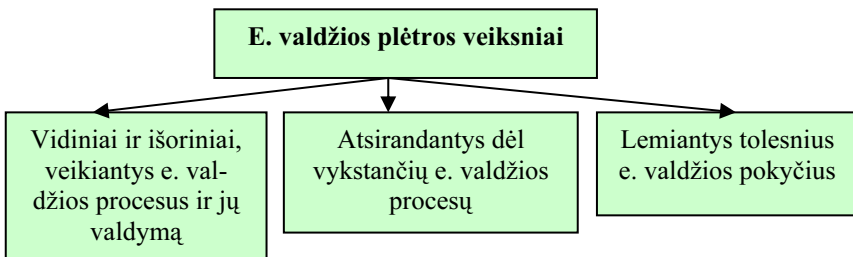 E. valdžios plėtros veiksniai
Vidiniai ir išoriniai,
veikiantys e. val-
džios procesus ir jų
valdymą
Atsirandantys dėl
vykstančių e. valdžios
procesų
Lemiantys tolesnius
e. valdžios pokyčius